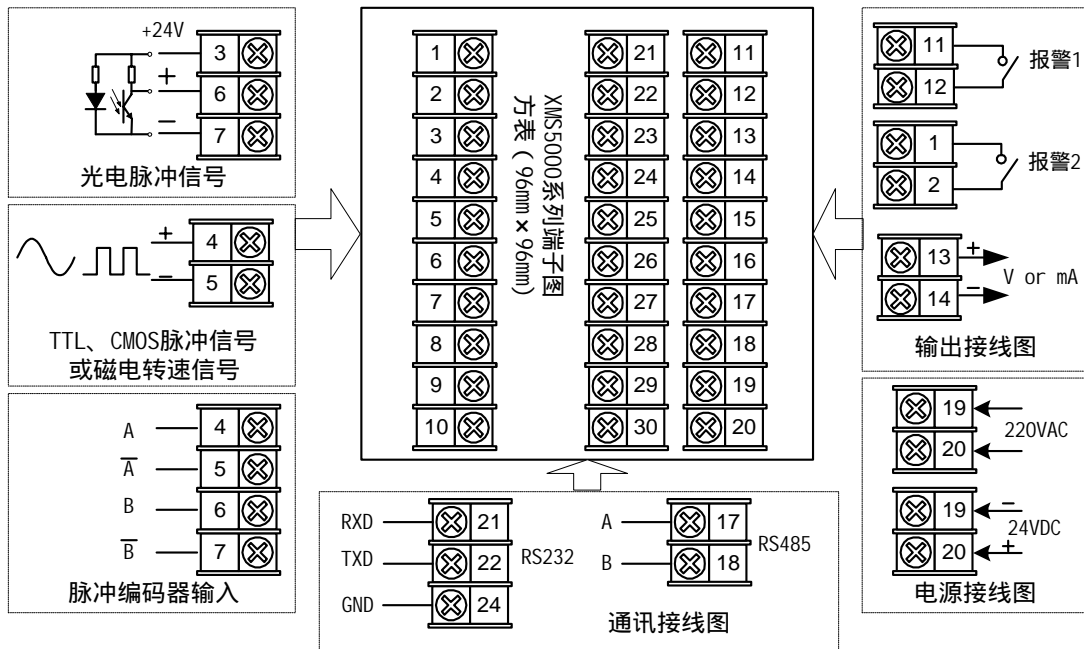 +24V
3
+
6
−
7
光电脉冲信号
+
4
−
5
TTL、CMOS脉冲信号
或磁电转速信号
A
4
A̅
5
B
6
B̅
7
脉冲编码器输入
1
2
3
4
5
6
7
8
9
10
XMS5000系列端子图
方表（96mm×96mm）
21
22
23
24
25
26
27
28
29
30
11
12
13
14
15
16
17
18
19
20
RXD
21
TXD
22
RS232
GND
24
A
17
B
18
RS485
通讯接线图
11
12
报警1
1
2
报警2
13
+
14
−
V or mA
输出接线图
19
20
220VAC
19
−
20
+
24VDC
电源接线图